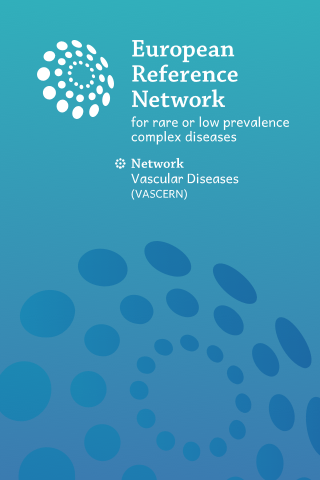 European
Reference
Network
for rare or low prevalence
complex diseases
Network
Vascular Diseases
(VASCERN)